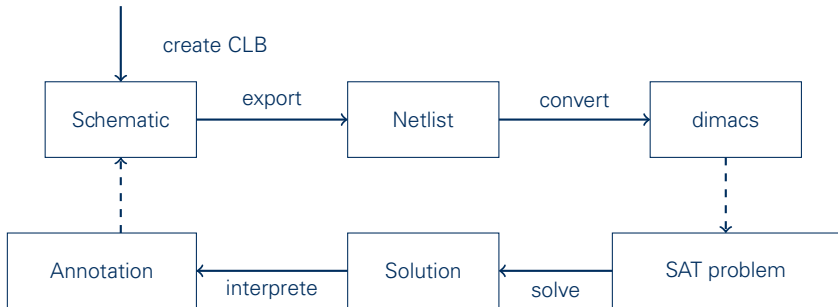 create CLB
export
convert
Schematic
Netlist
dimacs
Annotation
Solution
SAT problem
interprete
solve